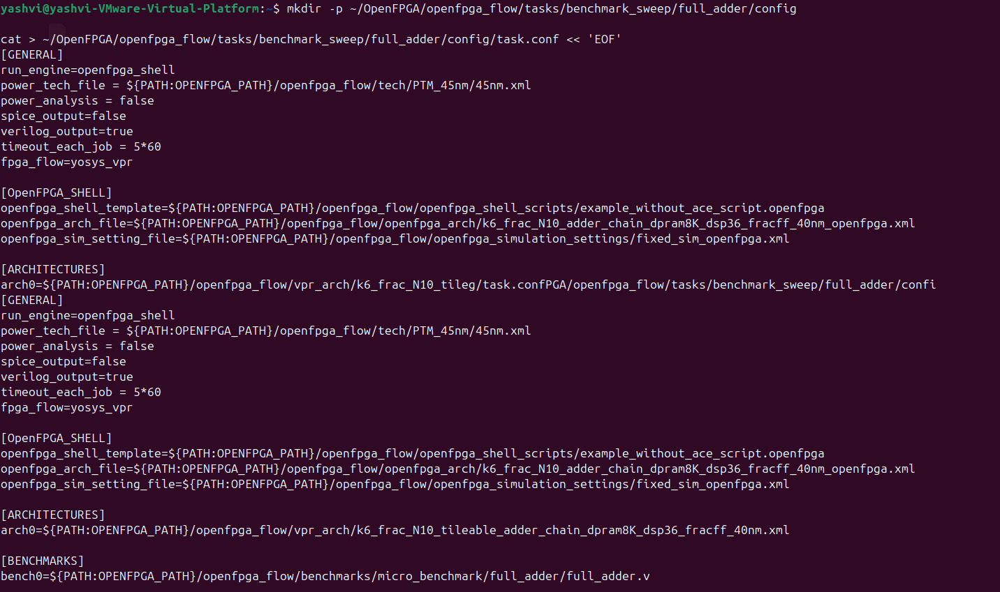 yashvi@yashvi-VMware-Virtual-Platform:~$ mkdir -p ~/OpenFPGA/openfpga_flow/tasks/benchmark_sweep/full_adder/config
cat > ~/OpenFPGA/openfpga_flow/tasks/benchmark_sweep/full_adder/config/task.conf << 'EOF'
[GENERAL]
run_engine=openfpga_shell
power_tech_file = ${PATH:OPENFPGA_PATH}/openfpga_flow/tech/PTM_45nm/45nm.xml
power_analysis = false
spice_output=false
verilog_output=true
timeout_each_job = 5*60
fpga_flow=yosys_vpr
[OpenFPGA_SHELL]
openfpga_shell_template=${PATH:OPENFPGA_PATH}/openfpga_flow/openfpga_shell_scripts/example_without_ace_script.openfpga
openfpga_arch_file=${PATH:OPENFPGA_PATH}/openfpga_flow/openfpga_arch/k6_frac_N10_adder_chain_dpram8K_dsp36_fracff_40nm_openfpga.xml
openfpga_sim_setting_file=${PATH:OPENFPGA_PATH}/openfpga_flow/openfpga_simulation_settings/fixed_sim_openfpga.xml
[ARCHITECTURES]
arch0=${PATH:OPENFPGA_PATH}/openfpga_flow/vpr_arch/k6_frac_N10_tileg/task.confPGA/openfpga_flow/tasks/benchmark_sweep/full_adder/confi
[GENERAL]
run_engine=openfpga_shell
power_tech_file = ${PATH:OPENFPGA_PATH}/openfpga_flow/tech/PTM_45nm/45nm.xml
power_analysis = false
spice_output=false
verilog_output=true
timeout_each_job = 5*60
fpga_flow=yosys_vpr
[OpenFPGA_SHELL]
openfpga_shell_template=${PATH:OPENFPGA_PATH}/openfpga_flow/openfpga_shell_scripts/example_without_ace_script.openfpga
openfpga_arch_file=${PATH:OPENFPGA_PATH}/openfpga_flow/openfpga_arch/k6_frac_N10_adder_chain_dpram8K_dsp36_fracff_40nm_openfpga.xml
openfpga_sim_setting_file=${PATH:OPENFPGA_PATH}/openfpga_flow/openfpga_simulation_settings/fixed_sim_openfpga.xml
[ARCHITECTURES]
arch0=${PATH:OPENFPGA_PATH}/openfpga_flow/vpr_arch/k6_frac_N10_tileable_adder_chain_dpram8K_dsp36_fracff_40nm.xml
[BENCHMARKS]
bench0=${PATH:OPENFPGA_PATH}/openfpga_flow/benchmarks/micro_benchmark/full_adder/full_adder.v